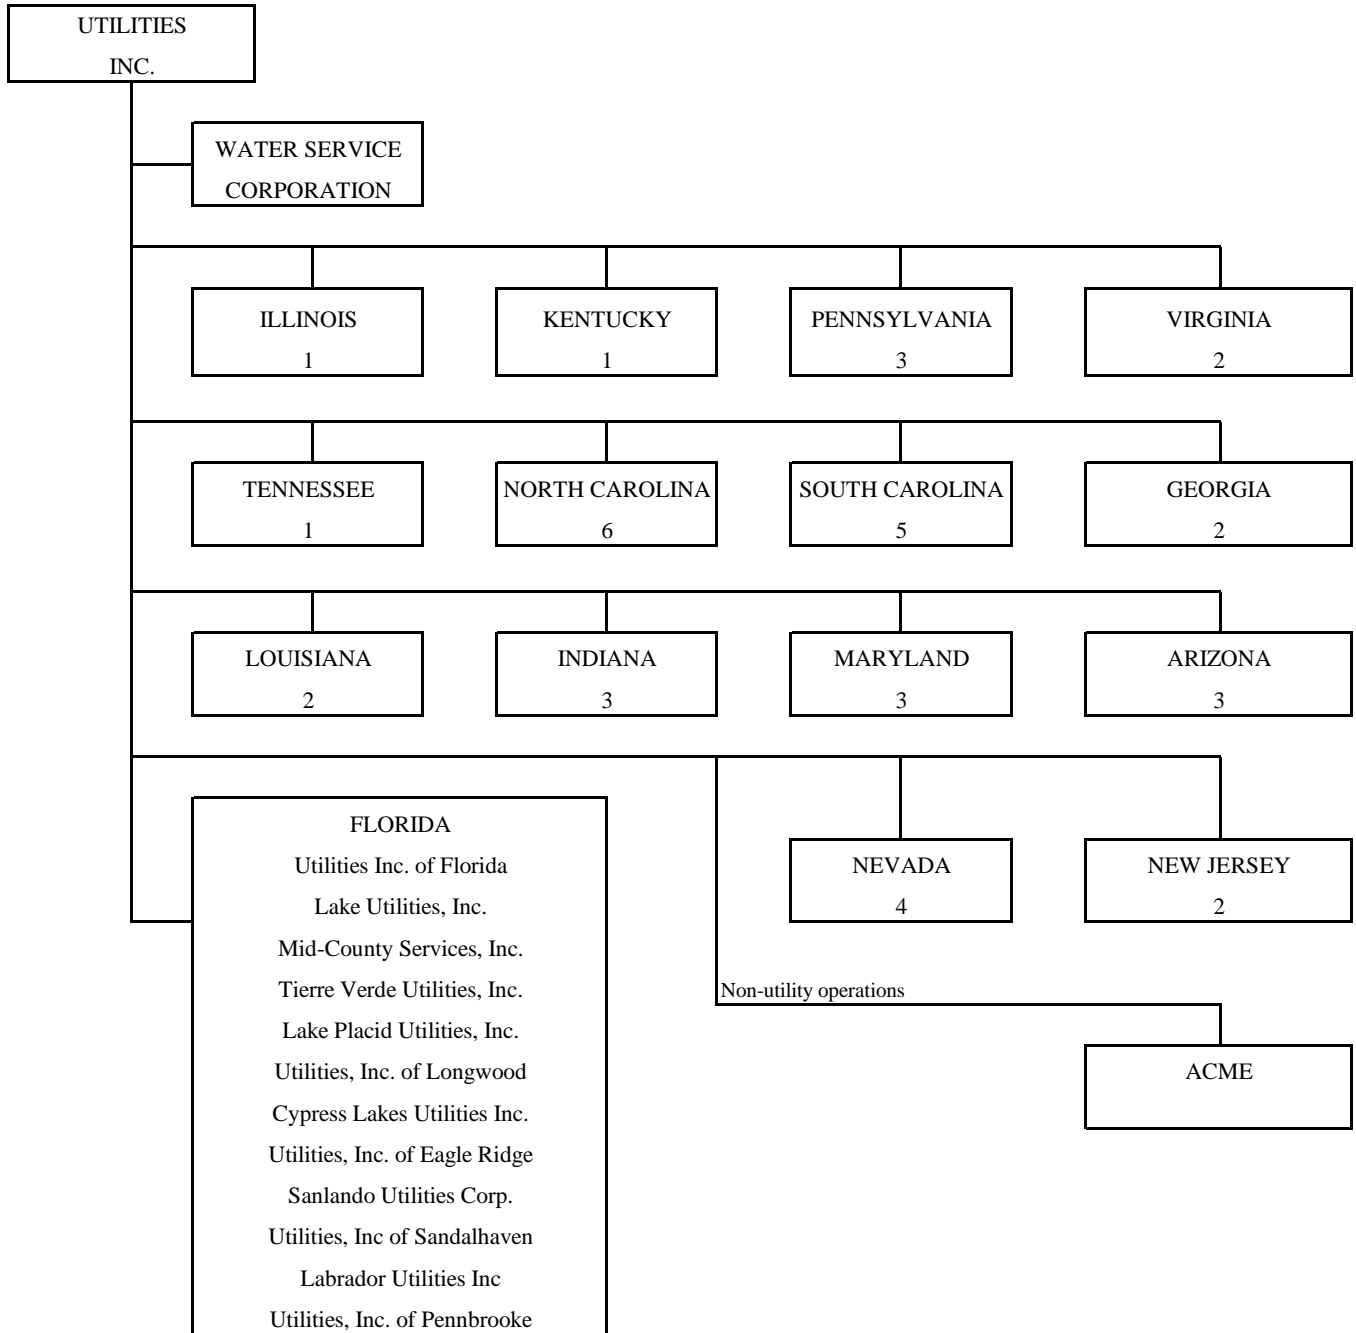 UTILITIES
INC.
WATER SERVICE
CORPORATION
ILLINOIS
1
KENTUCKY
1
PENNSYLVANIA
3
VIRGINIA
2
TENNESSEE
1
NORTH CAROLINA
6
SOUTH CAROLINA
5
GEORGIA
2
LOUISIANA
2
INDIANA
3
MARYLAND
3
ARIZONA
3
FLORIDA
Utilities Inc. of Florida
Lake Utilities, Inc.
Mid-County Services, Inc.
Tierre Verde Utilities, Inc.
Lake Placid Utilities, Inc.
Utilities, Inc. of Longwood
Cypress Lakes Utilities Inc.
Utilities, Inc. of Eagle Ridge
Sanlando Utilities Corp.
Utilities, Inc of Sandalhaven
Labrador Utilities Inc
Utilities, Inc. of Pennbrooke
NEVADA
4
NEW JERSEY
2
Non-utility operations
ACME